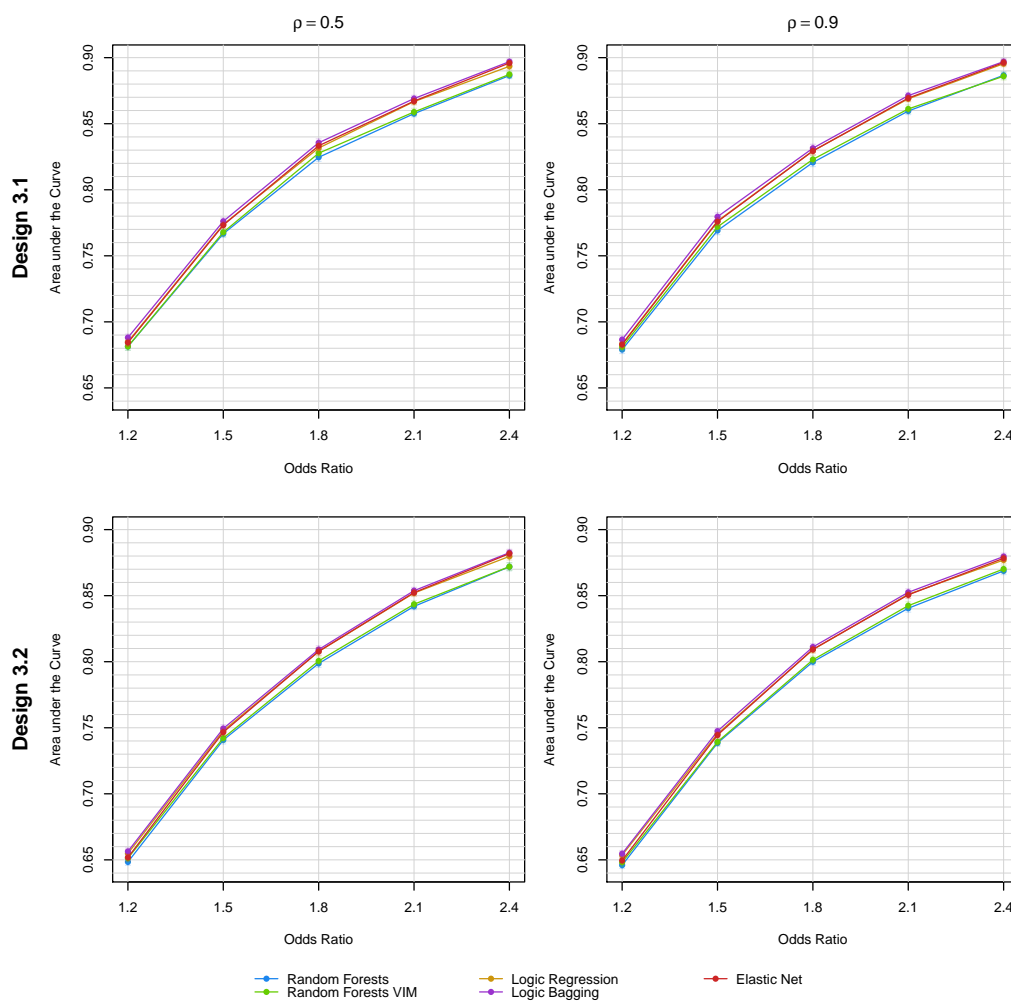 ρ = 0.5
ρ = 0.9
Design 3.1
Area under the Curve
0.65 0.70 0.75 0.80 0.85 0.90
1.2 1.5 1.8 2.1 2.4
Odds Ratio
Area under the Curve
0.65 0.70 0.75 0.80 0.85 0.90
1.2 1.5 1.8 2.1 2.4
Odds Ratio
Design 3.2
Area under the Curve
0.65 0.70 0.75 0.80 0.85 0.90
1.2 1.5 1.8 2.1 2.4
Odds Ratio
Area under the Curve
0.65 0.70 0.75 0.80 0.85 0.90
1.2 1.5 1.8 2.1 2.4
Odds Ratio
Random Forests
Random Forests VIM
Logic Regression
Logic Bagging
Elastic Net